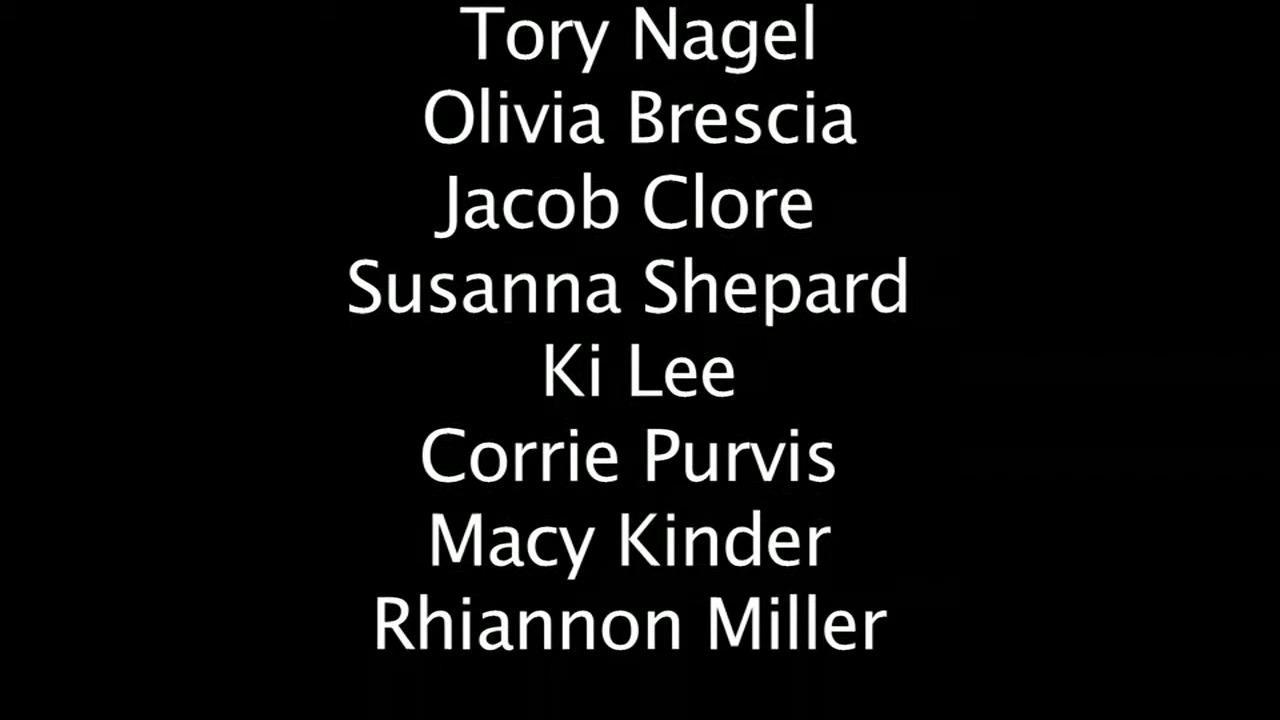 Tory Nagel
Olivia Brescia
Jacob Clore
Susanna Shepard
Ki Lee
Corrie Purvis
Macy Kinder
Rhiannon Miller